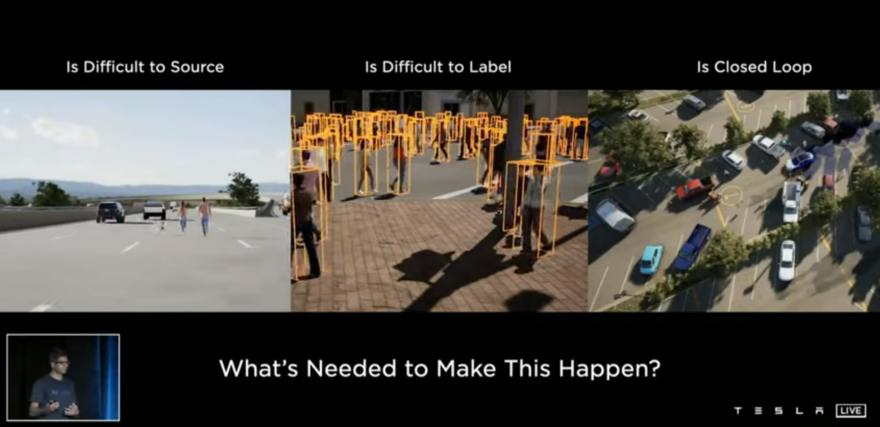 Is Difficult to Source
Is Difficult to Label
Is Closed Loop
What's Needed to Make This Happen?
TESLA LIVE